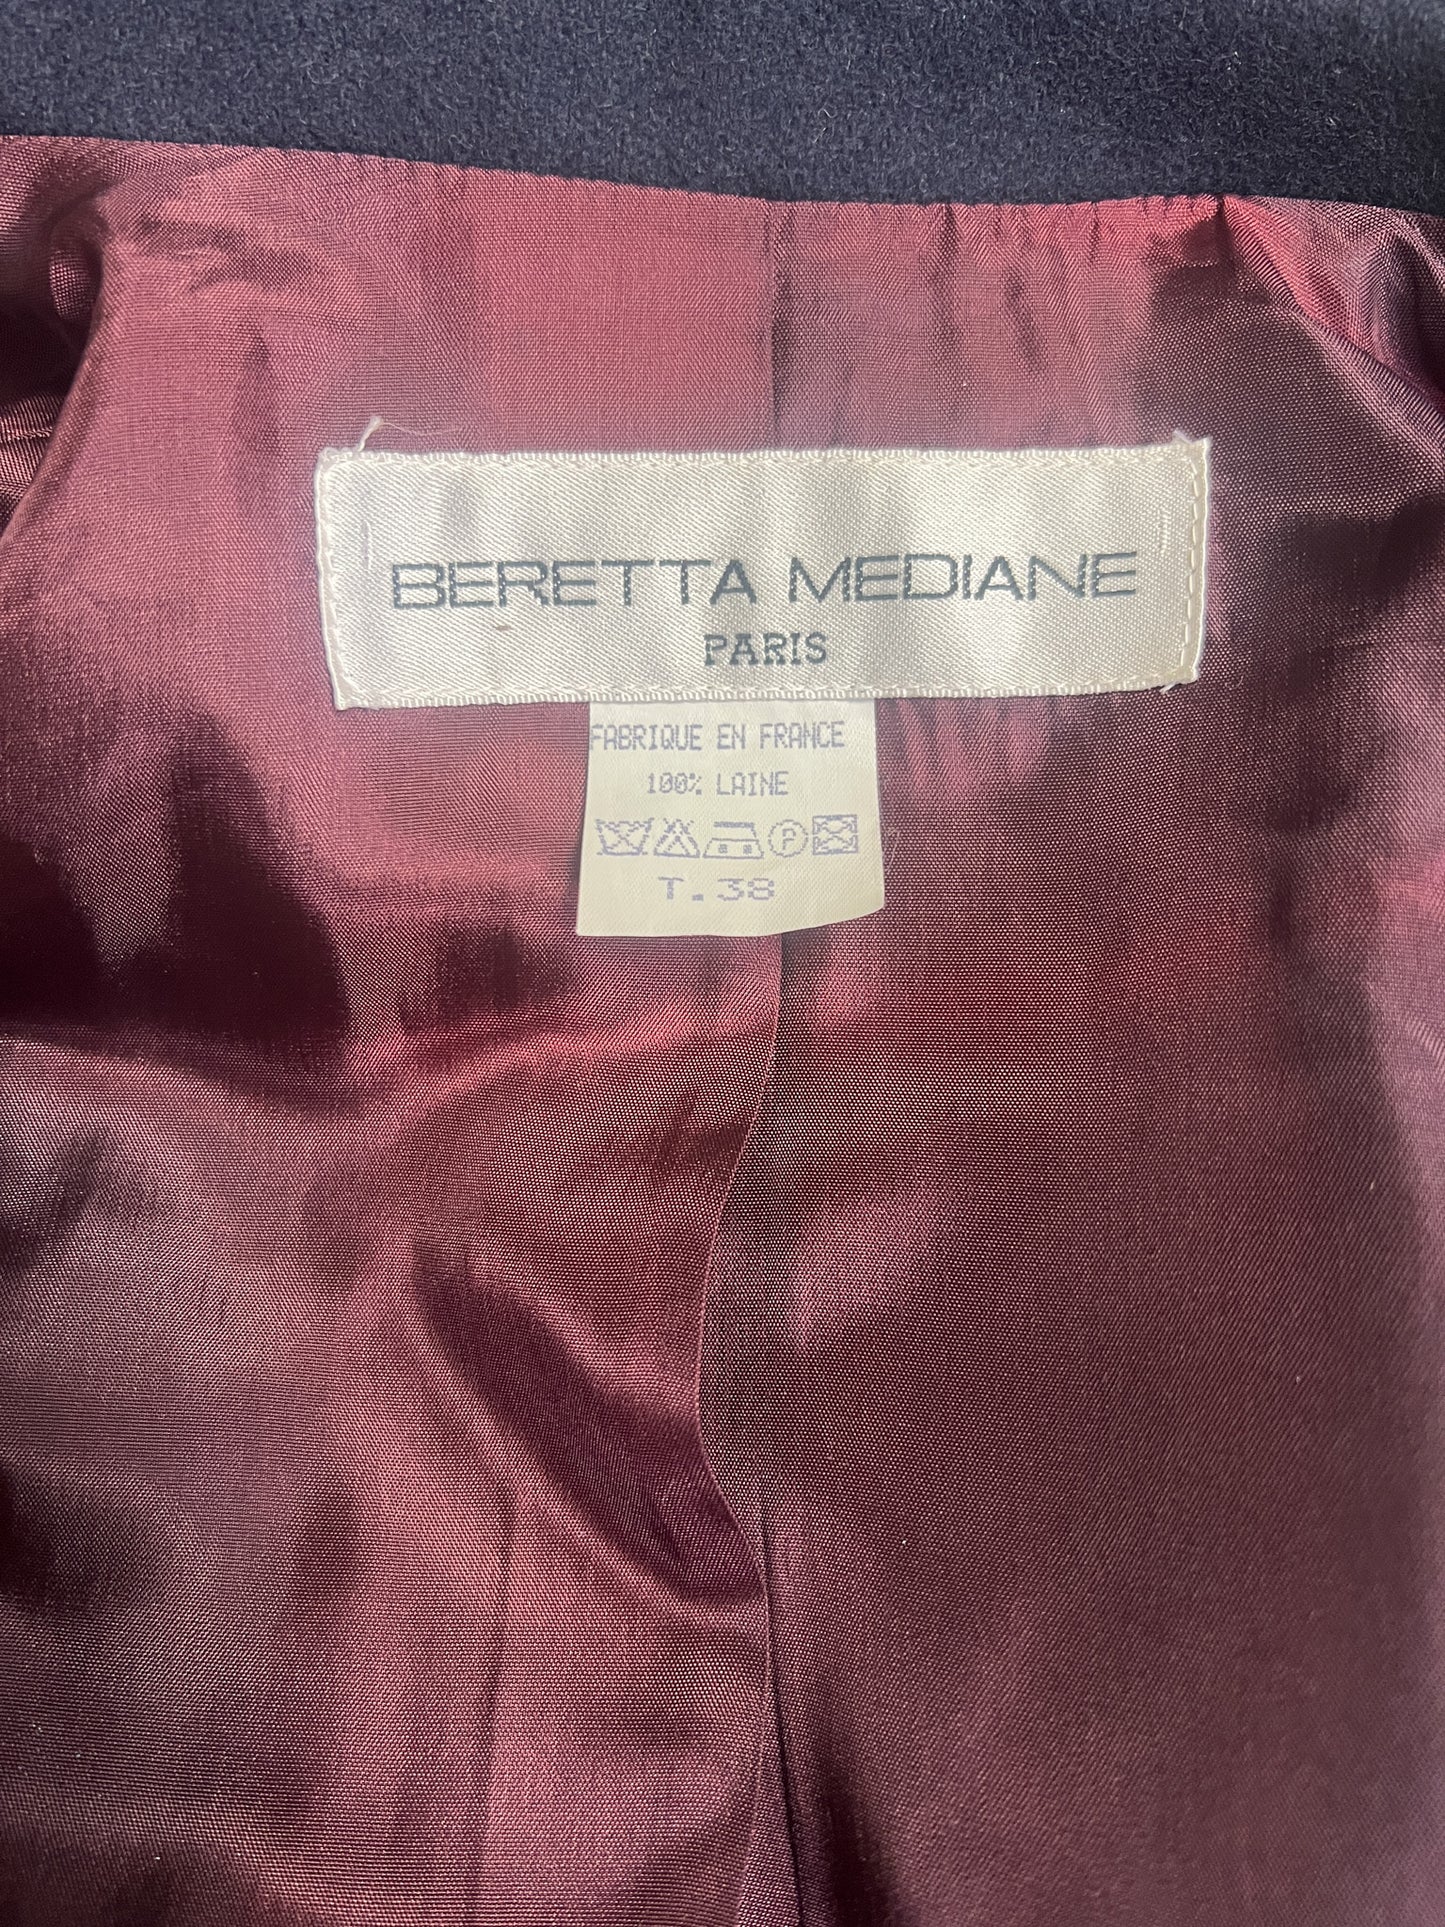 BERETTA MEDIANE
PARIS
FABRIQUE EN FRANCE
100% LAINE
P
T.38